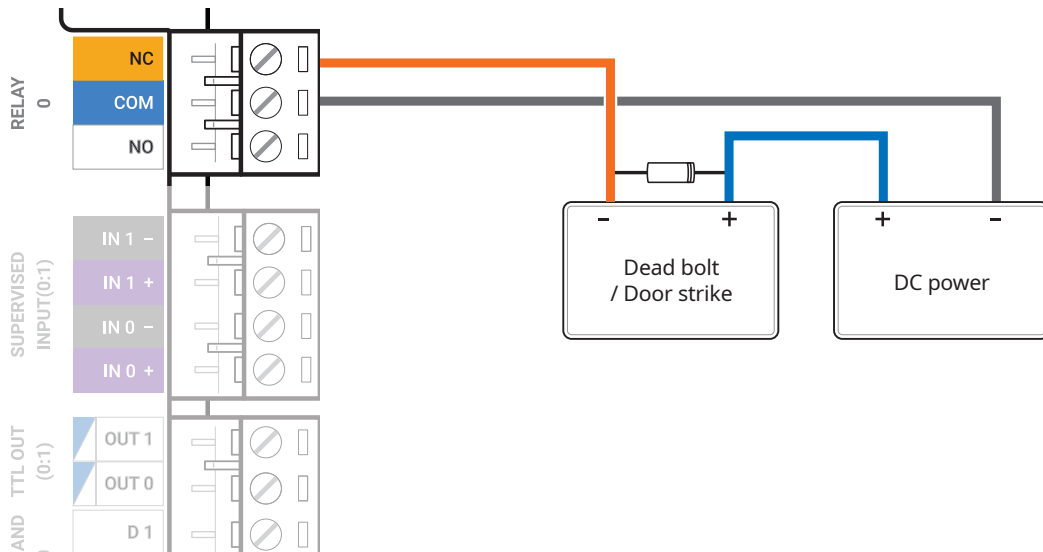 RELAY
0
NC
COM
NO
SUPERVISED
INPUT(0:1)
IN 1 –
IN 1 +
IN 0 –
IN 0 +
TTL OUT
(0:1)
OUT 1
OUT 0
AND
D 1
– +
Dead bolt
/ Door strike
+ –
DC power